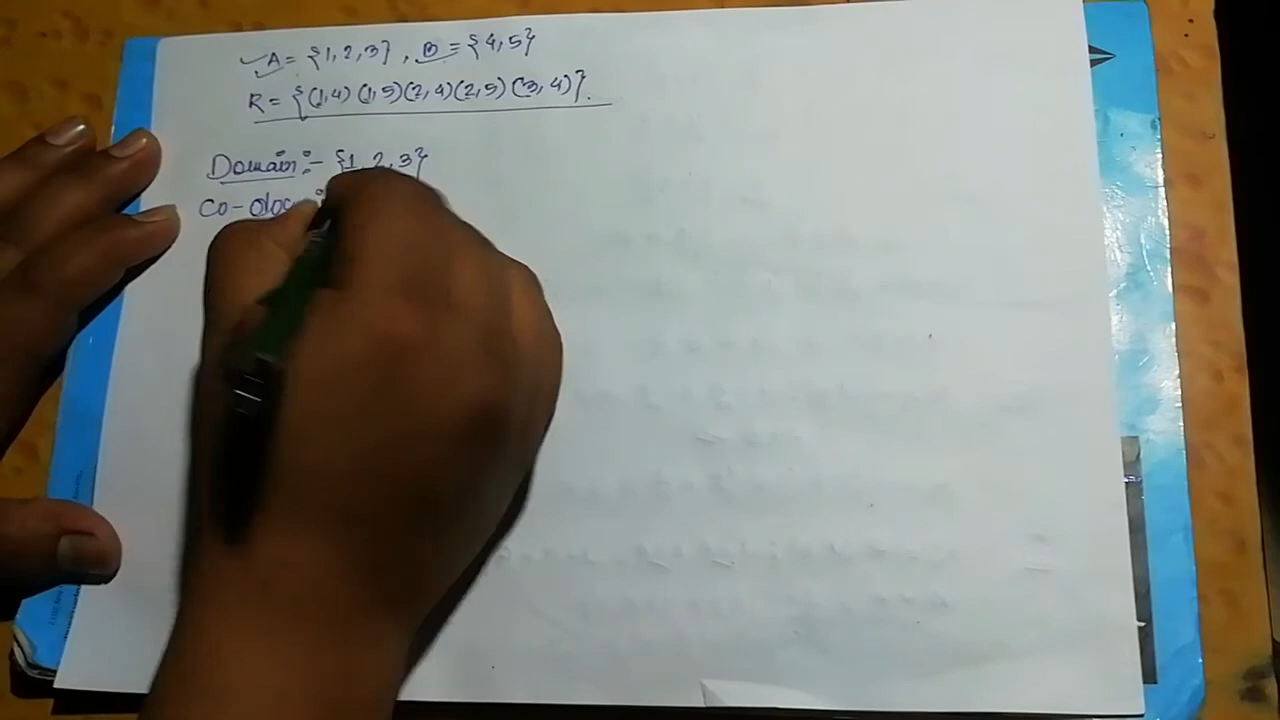 A = {1, 2, 3}, B = {4, 5}
R = {(1, 4) (1, 5) (2, 4) (2, 5) (3, 4)}.
Domain :- {1, 2, 3}
Co-